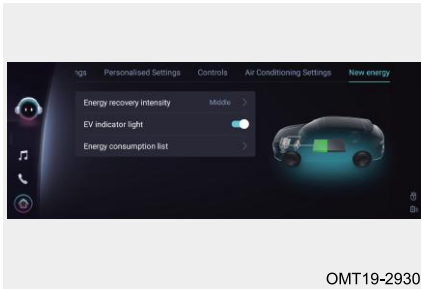 ngs Personalised Settings Controls Air Conditioning Settings New energy
Energy recovery intensity Middle
EV indicator light
Energy consumption list
OMT19-2930